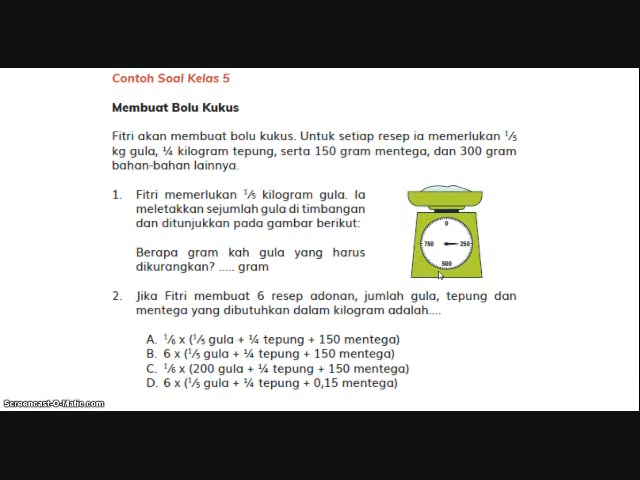 Contoh Soal Kelas 5
Membuat Bolu Kukus
Fitri akan membuat bolu kukus. Untuk setiap resep ia memerlukan ⅕
kg gula, ¼ kilogram tepung, serta 150 gram mentega, dan 300 gram
bahan-bahan lainnya.
1. Fitri memerlukan ⅕ kilogram gula. Ia
meletakkan sejumlah gula di timbangan
dan ditunjukkan pada gambar berikut:
Berapa gram kah gula yang harus
dikurangkan? ..... gram
0
750
250
500
2. Jika Fitri membuat 6 resep adonan, jumlah gula, tepung dan
mentega yang dibutuhkan dalam kilogram adalah....
A. ⅙ x (⅕ gula + ¼ tepung + 150 mentega)
B. 6 x (⅕ gula + ¼ tepung + 150 mentega)
C. ⅙ x (200 gula + ¼ tepung + 150 mentega)
D. 6 x (⅕ gula + ¼ tepung + 0,15 mentega)
Screencast-O-Matic.com